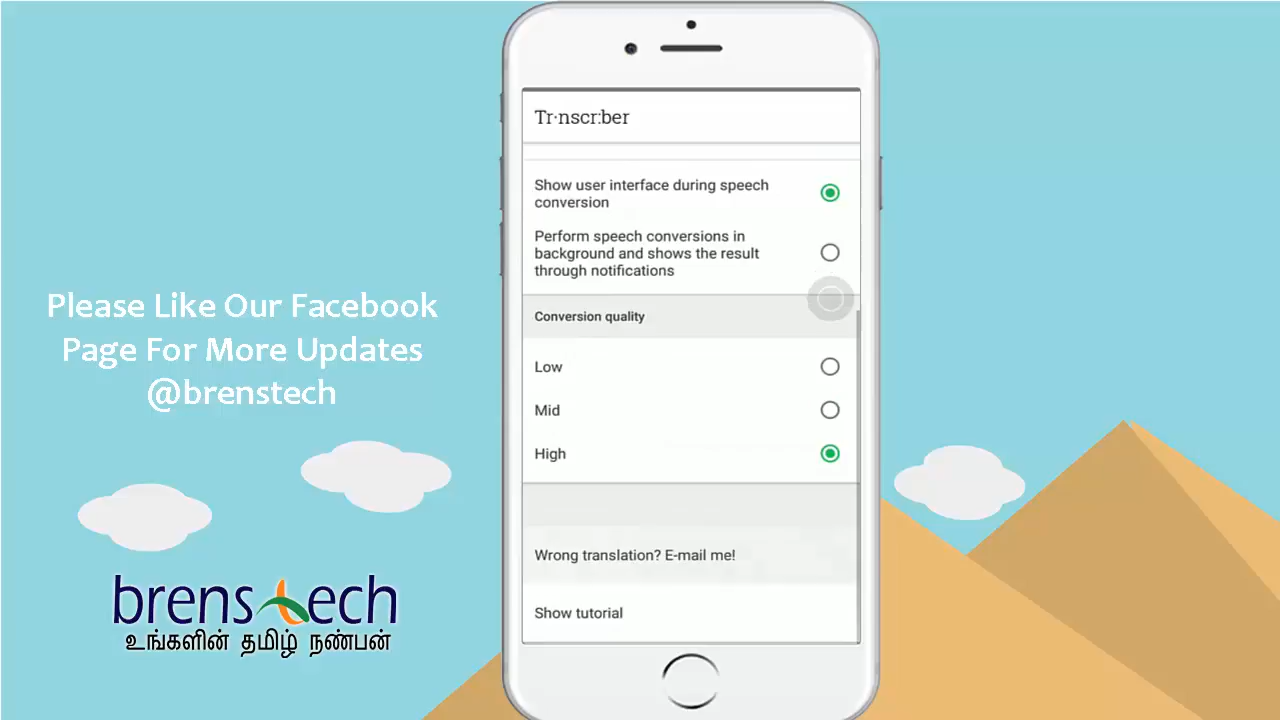 Please Like Our Facebook
Page For More Updates
@brenstech
brenstech
உங்களின் தமிழ் நண்பன்
Tr·nscr:ber
Show user interface during speech
conversion
Perform speech conversions in
background and shows the result
through notifications
Conversion quality
Low
Mid
High
Wrong translation? E-mail me!
Show tutorial